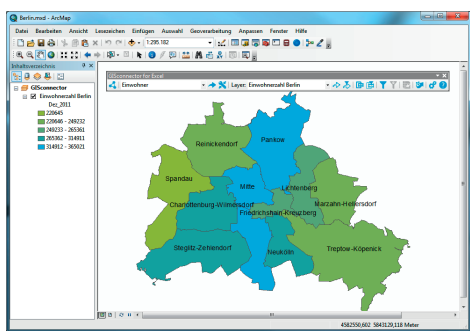 Berlin.msd - ArcMap
Datei Bearbeiten Ansicht Lesezeichen Einfügen Auswahl Geoverarbeitung Anpassen Fenster Hilfe
1:295.182
Inhaltsverzeichnis
GISconnector
Einwohnerzahl Berlin
Dez_2011
220645
220646 - 249232
249233 - 265361
265362 - 314911
314912 - 365021
GISconnector for Excel
Einwohner
Layer: Einwohnerzahl Berlin
Pankow
Reinickendorf
Spandau
Mitte
Lichtenberg
Marzahn-Hellersdorf
Charlottenburg-Wilmersdorf
Friedrichshain-Kreuzberg
Steglitz-Zehlendorf
Neukölln
Treptow-Köpenick
4582550,602 5843129,118 Meter